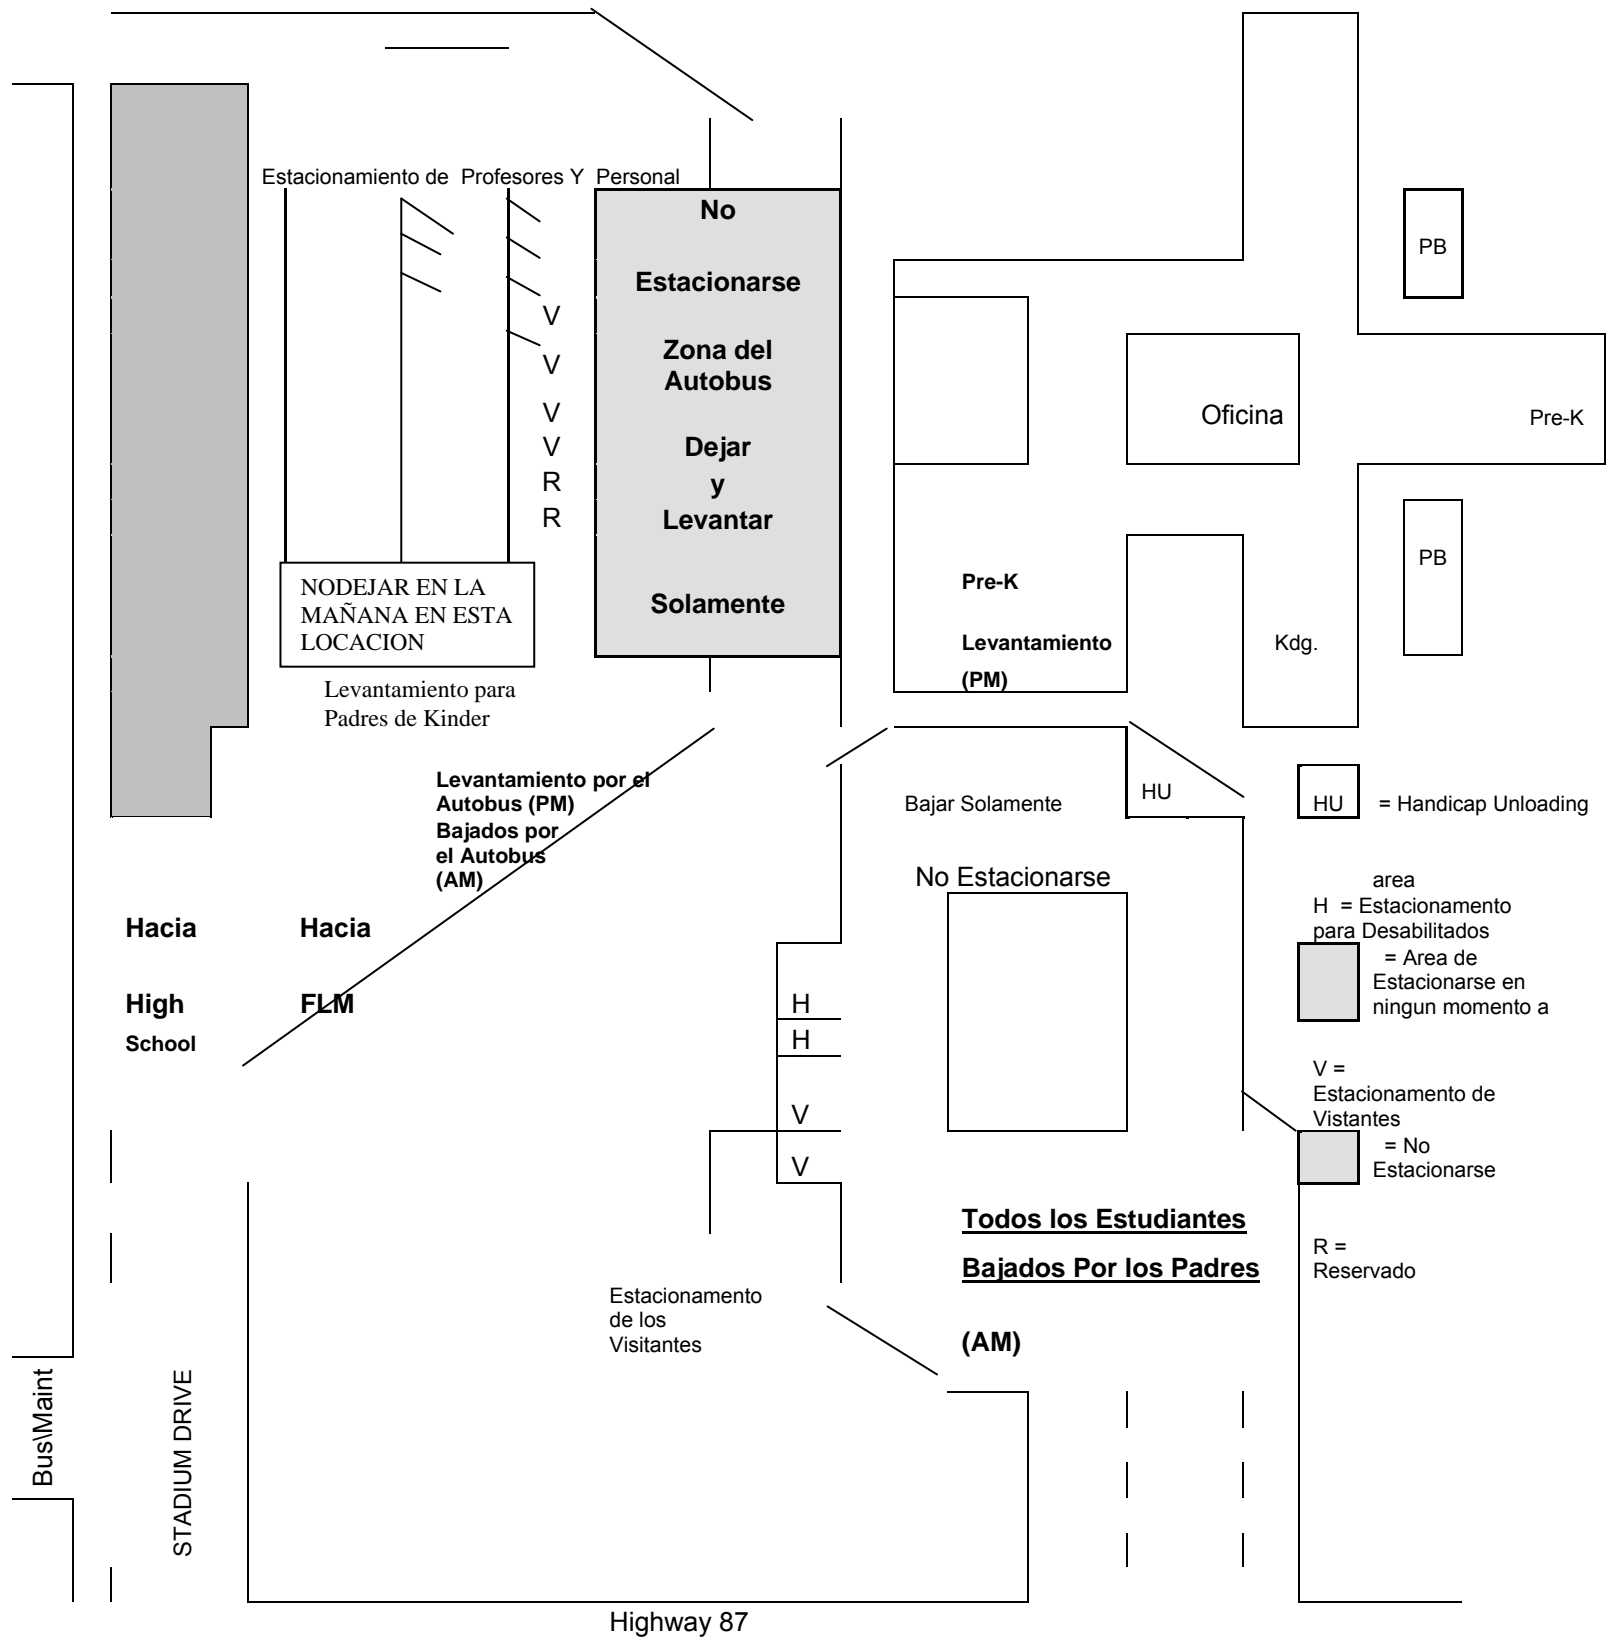 Estacionamiento de Profesores Y Personal
No
Estacionarse
Zona del
Autobus
Dejar
y
Levantar
Solamente
V
V
V
V
R
R
NODEJAR EN LA
MAÑANA EN ESTA
LOCACION
Levantamiento para
Padres de Kinder
PB
Oficina
Pre-K
PB
Pre-K
Levantamiento
(PM)
Kdg.
Levantamiento por el
Autobus (PM)
Bajados por
el Autobus
(AM)
Bajar Solamente
HU
No Estacionarse
HU = Handicap Unloading
area
H = Estacionamento
para Desabilitados
= Area de
Estacionarse en
ningun momento a
V =
Estacionamento de
Vistantes
= No
Estacionarse
R =
Reservado
Hacia
High
School
Hacia
FLM
H
H
V
V
Todos los Estudiantes
Bajados Por los Padres
(AM)
Estacionamento
de los
Visitantes
Bus\Maint
STADIUM DRIVE
Highway 87